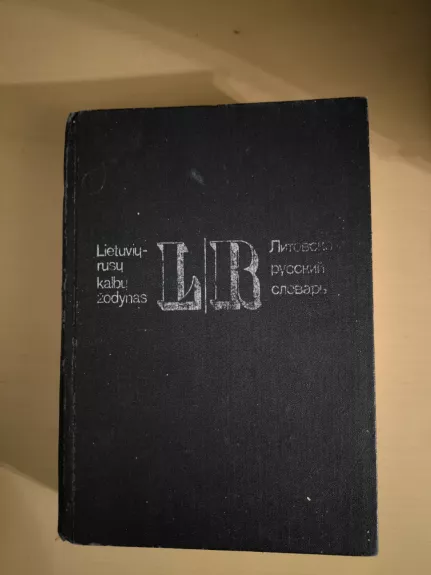 Lietuvių-
rusų
kalbų
žodynas
L|R
Литовско-
русский
словарь